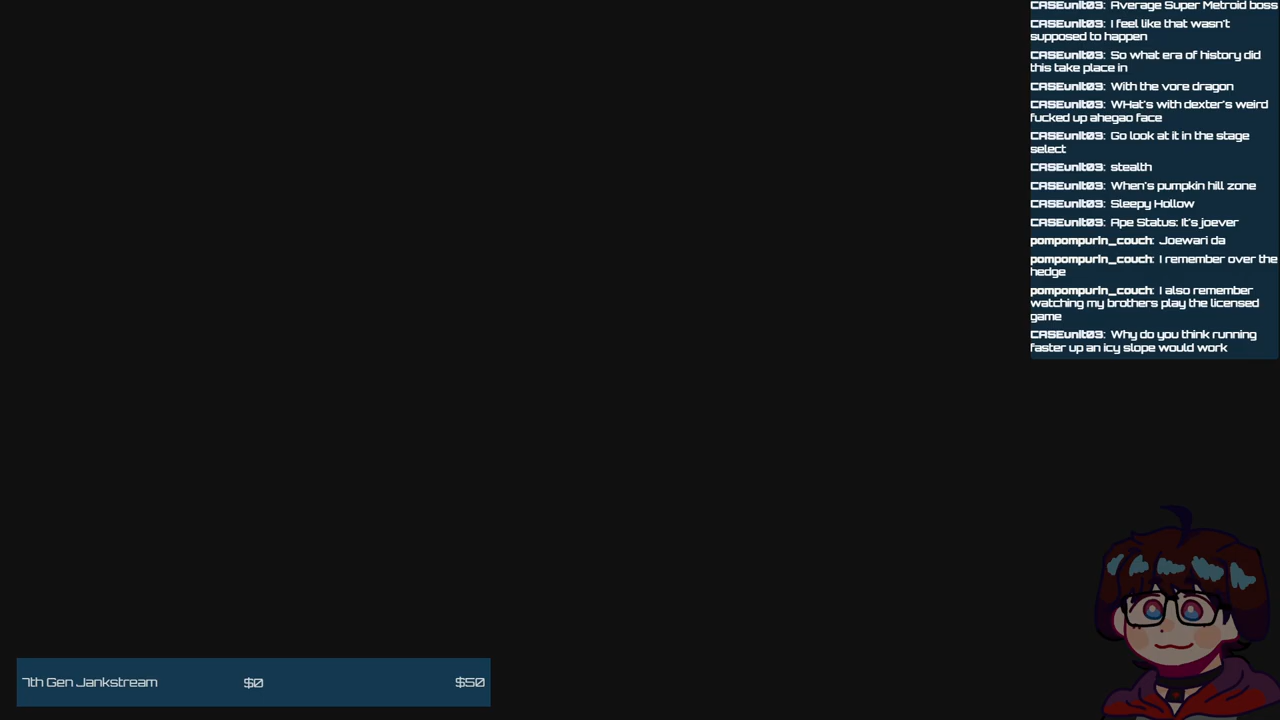 CASEunit03: Average Super Metroid boss
CASEunit03: I feel like that wasn't
supposed to happen
CASEunit03: So what era of history did
this take place in
CASEunit03: With the vore dragon
CASEunit03: WHat's with dexter's weird
fucked up ahegao face
CASEunit03: Go look at it in the stage
select
CASEunit03: stealth
CASEunit03: When's pumpkin hill zone
CASEunit03: Sleepy Hollow
CASEunit03: Ape Status: It's joever
pompompurin_couch: Joewari da
pompompurin_couch: I remember over the
hedge
pompompurin_couch: I also remember
watching my brothers play the licensed
game
CASEunit03: Why do you think running
faster up an icy slope would work
7th Gen Jankstream $0 $50